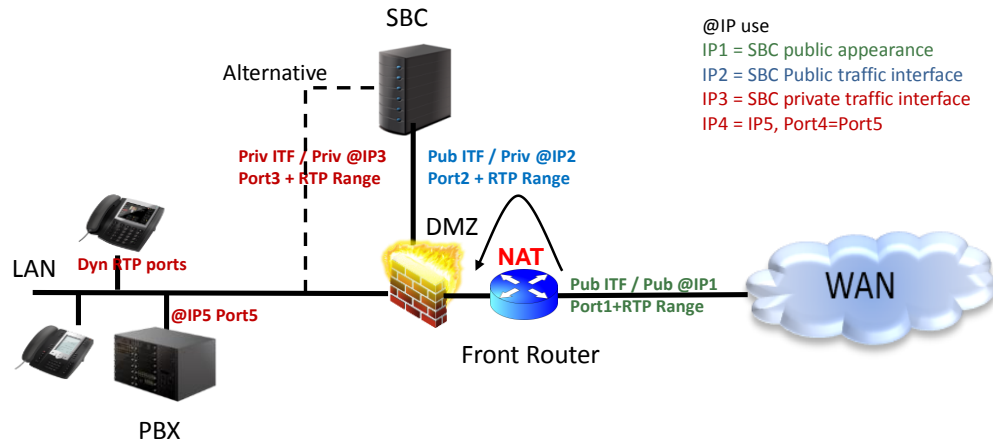 SBC
@IP use
IP1 = SBC public appearance
IP2 = SBC Public traffic interface
IP3 = SBC private traffic interface
IP4 = IP5, Port4=Port5
Alternative
Priv ITF / Priv @IP3
Port3 + RTP Range
Pub ITF / Priv @IP2
Port2 + RTP Range
DMZ
NAT
LAN
Dyn RTP ports
Pub ITF / Pub @IP1
Port1+RTP Range
WAN
@IP5 Port5
Front Router
PBX